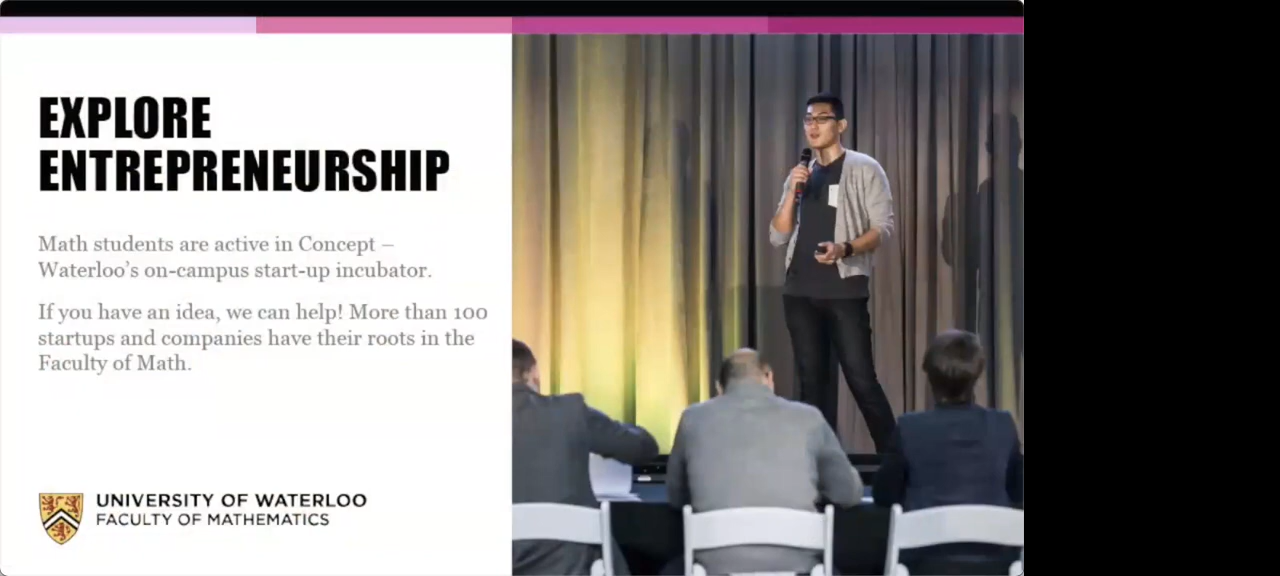 EXPLORE
ENTREPRENEURSHIP
Math students are active in Concept –
Waterloo’s on-campus start-up incubator.
If you have an idea, we can help! More than 100
startups and companies have their roots in the
Faculty of Math.
UNIVERSITY OF WATERLOO
FACULTY OF MATHEMATICS